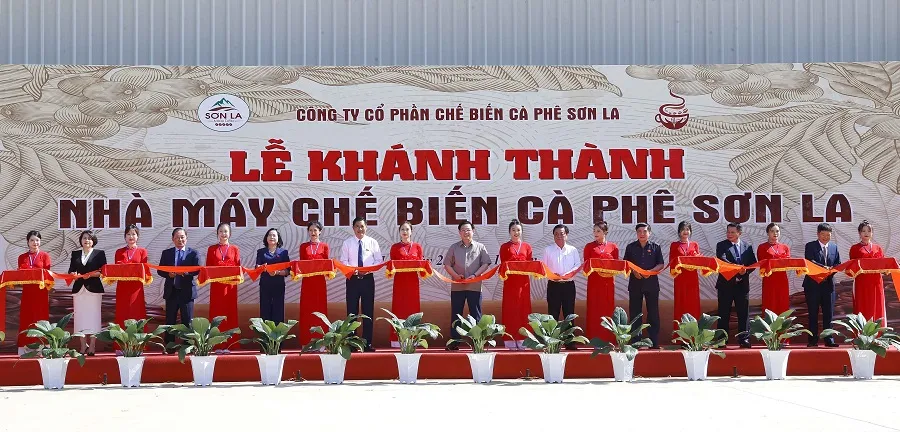 SƠN LA
CÔNG TY CỔ PHẦN CHẾ BIẾN CÀ PHÊ SƠN LA
LỄ KHÁNH THÀNH
NHÀ MÁY CHẾ BIẾN CÀ PHÊ SƠN LA